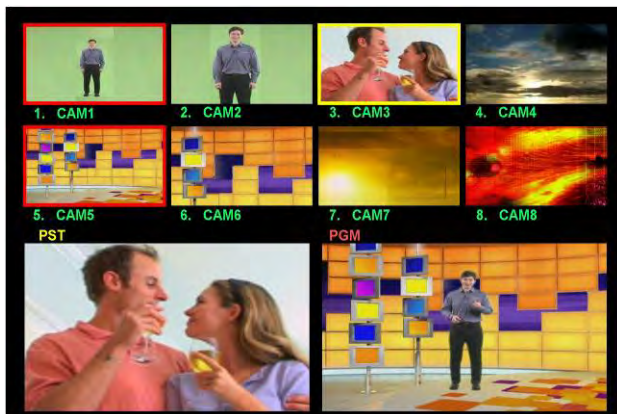 1. CAM1
2. CAM2
3. CAM3
4. CAM4
5. CAM5
6. CAM6
7. CAM7
8. CAM8
PST
PGM